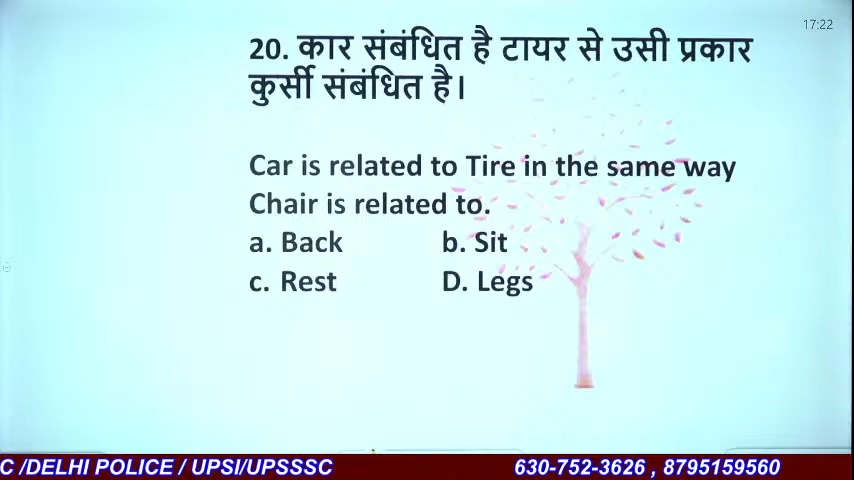 17:22
20. कार संबंधित है टायर से उसी प्रकार
कुर्सी संबंधित है।
Car is related to Tire in the same way
Chair is related to.
a. Back b. Sit
c. Rest D. Legs
C /DELHI POLICE / UPSI/UPSSSC 630-752-3626 , 8795159560